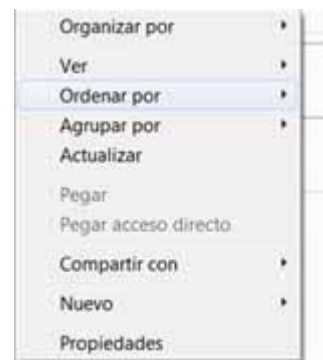 Organizar por
Ver
Ordenar por
Agrupar por
Actualizar
Pegar
Pegar acceso directo
Compartir con
Nuevo
Propiedades